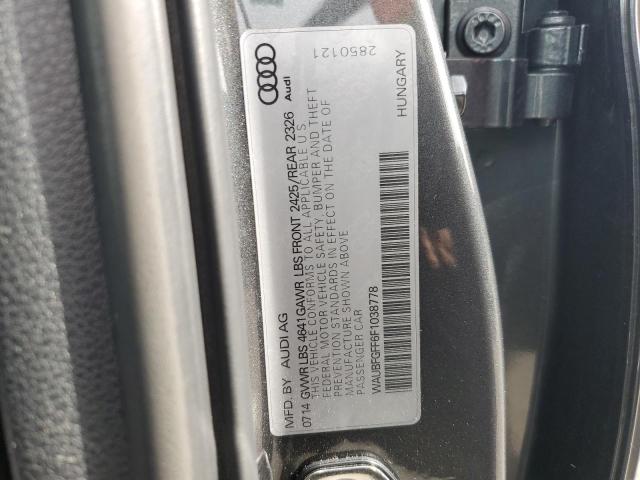 MFD. BY AUDI AG
0714 GVWR LBS 4641 GAWR LBS FRONT 2425/REAR 2326
THIS VEHICLE CONFORMS TO ALL APPLICABLE U.S.
FEDERAL MOTOR VEHICLE SAFETY, BUMPER AND THEFT
PREVENTION STANDARDS IN EFFECT ON THE DATE OF
MANUFACTURE SHOWN ABOVE
PASSENGER CAR
WAUBFGFF6F1038778
HUNGARY
Audi
2850121